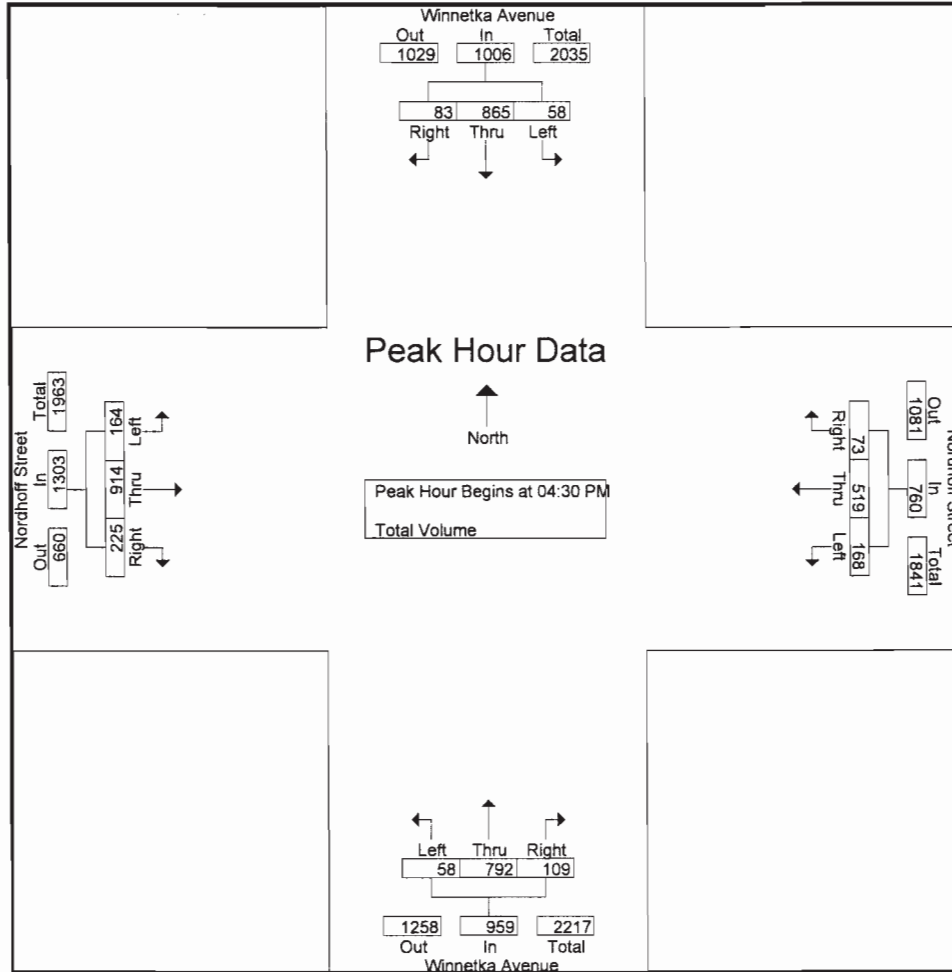 Winnetka Avenue
Out In Total
1029 1006 2035
83 865 58
Right Thru Left
Peak Hour Data
North
Peak Hour Begins at 04:30 PM
Total Volume
Nordhoff Street
Out In Total
660 1303 1963
225 914 164
Right Thru Left
Right Thru Left
73 519 168
Out In Total
1081 760 1841
Nordhoff Street
Left Thru Right
58 792 109
1258 959 2217
Out In Total
Winnetka Avenue